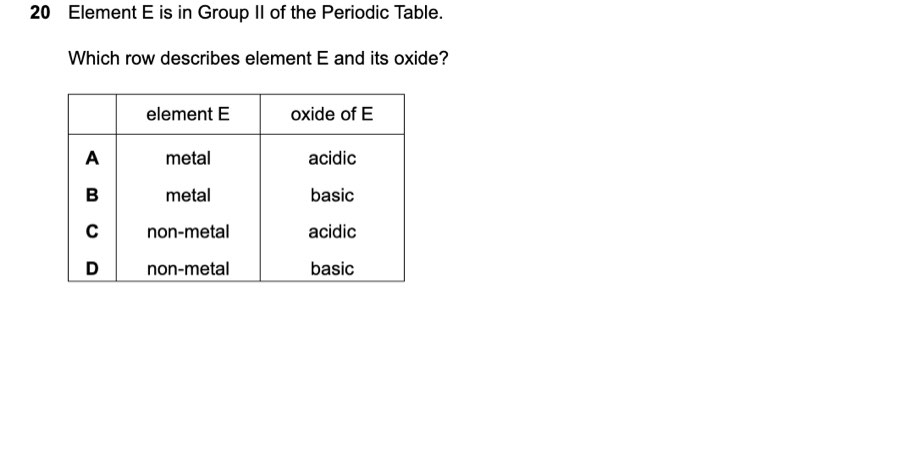 20 Element E is in Group II of the Periodic Table.
Which row describes element E and its oxide?
element E oxide of E
A metal acidic
B metal basic
C non-metal acidic
D non-metal basic